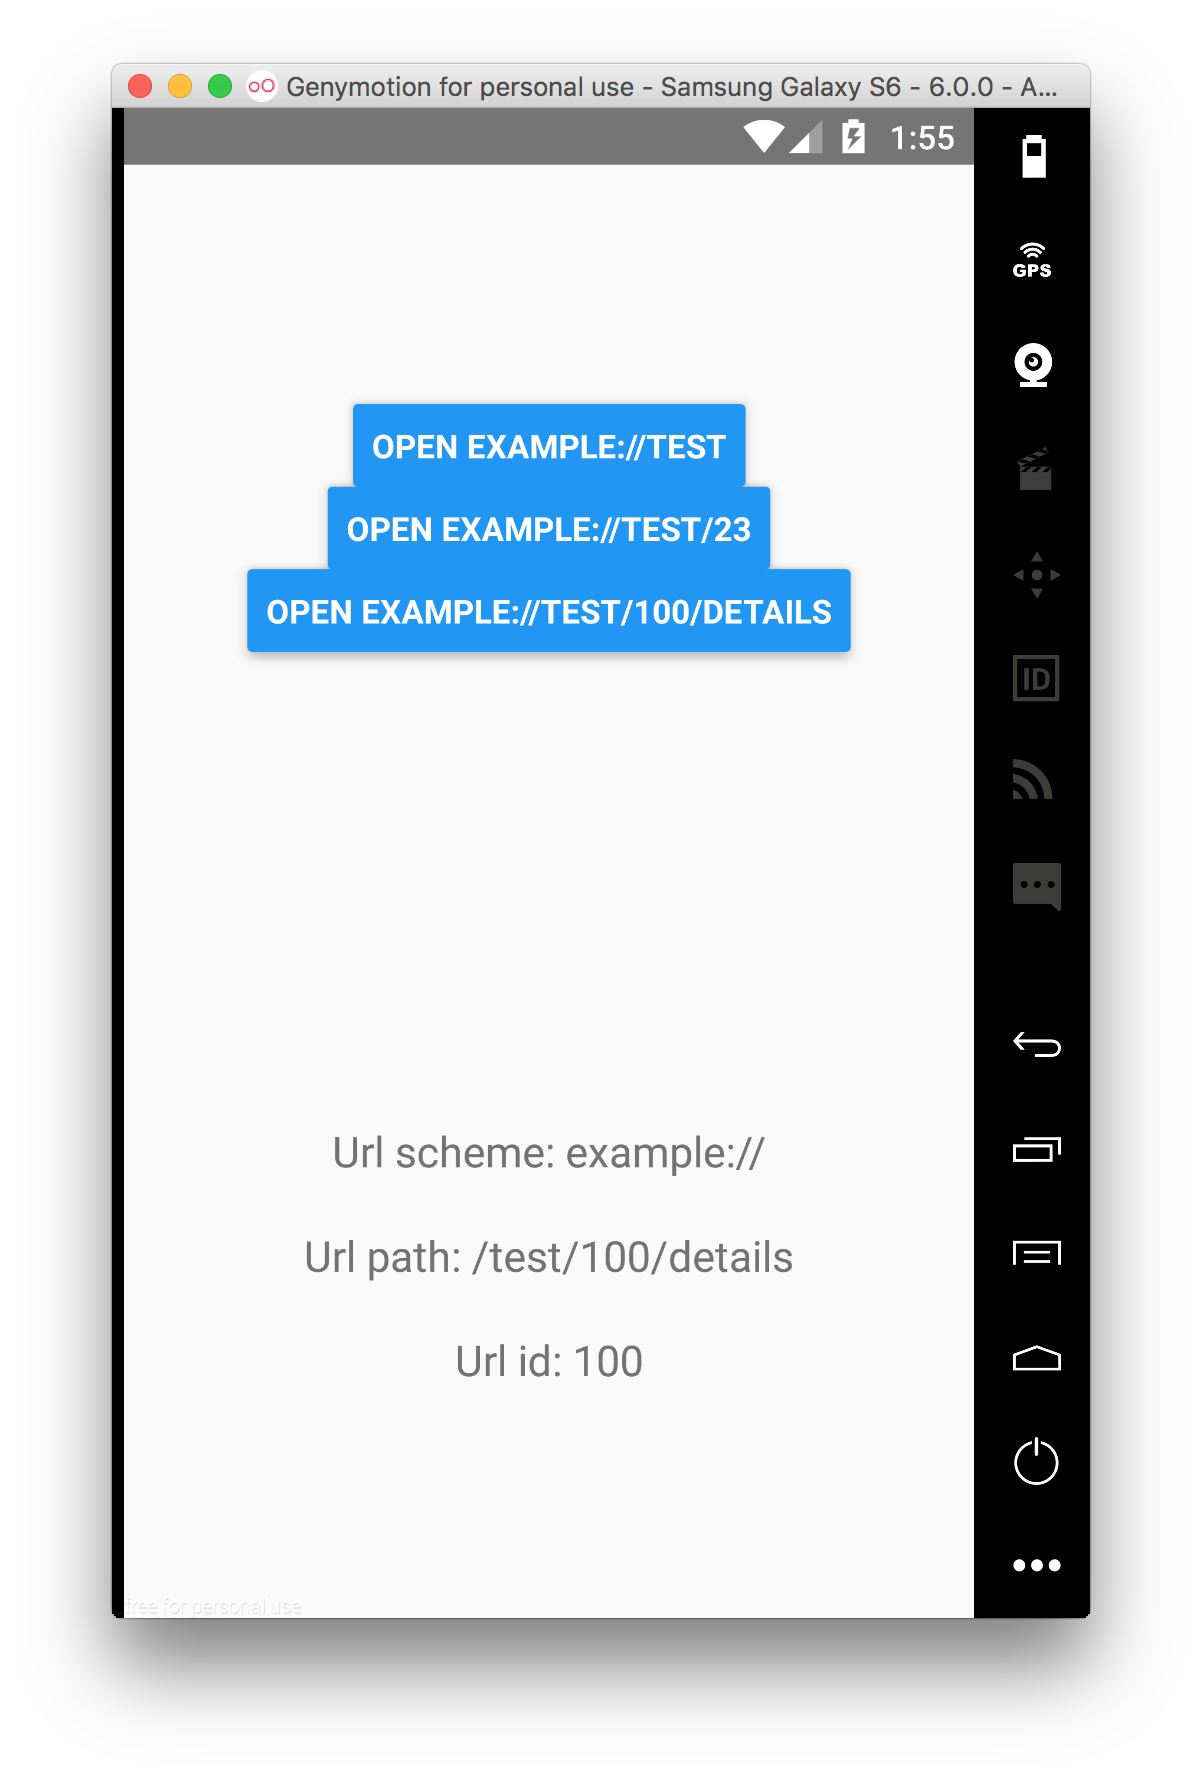 Genymotion for personal use - Samsung Galaxy S6 - 6.0.0 - A...
1:55
GPS
OPEN EXAMPLE://TEST
OPEN EXAMPLE://TEST/23
ID
OPEN EXAMPLE://TEST/100/DETAILS
Url scheme: example://
Url path: /test/100/details
Url id: 100
free for personal use